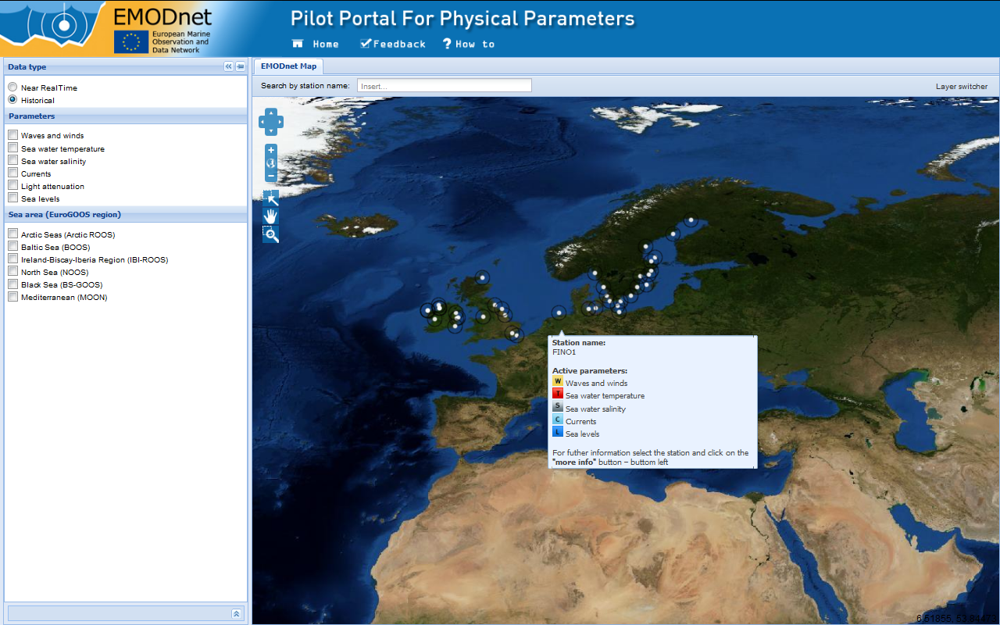 EMODnet
European Marine
Observation and
Data Network
Pilot Portal For Physical Parameters
Home Feedback ? How to
Data type
Near RealTime
Historical
Parameters
Waves and winds
Sea water temperature
Sea water salinity
Currents
Light attenuation
Sea levels
Sea area (EuroGOOS region)
Arctic Seas (Arctic ROOS)
Baltic Sea (BOOS)
Ireland-Biscay-Iberia Region (IBI-ROOS)
North Sea (NOOS)
Black Sea (BS-GOOS)
Mediterranean (MOON)
EMODnet Map
Search by station name: Insert... Layer switcher
Station name:
FINO1
Active parameters:
W Waves and winds
T Sea water temperature
S Sea water salinity
C Currents
L Sea levels
For futher information select the station and click on the
"more info" button – buttom left
6.51855, 53.84473